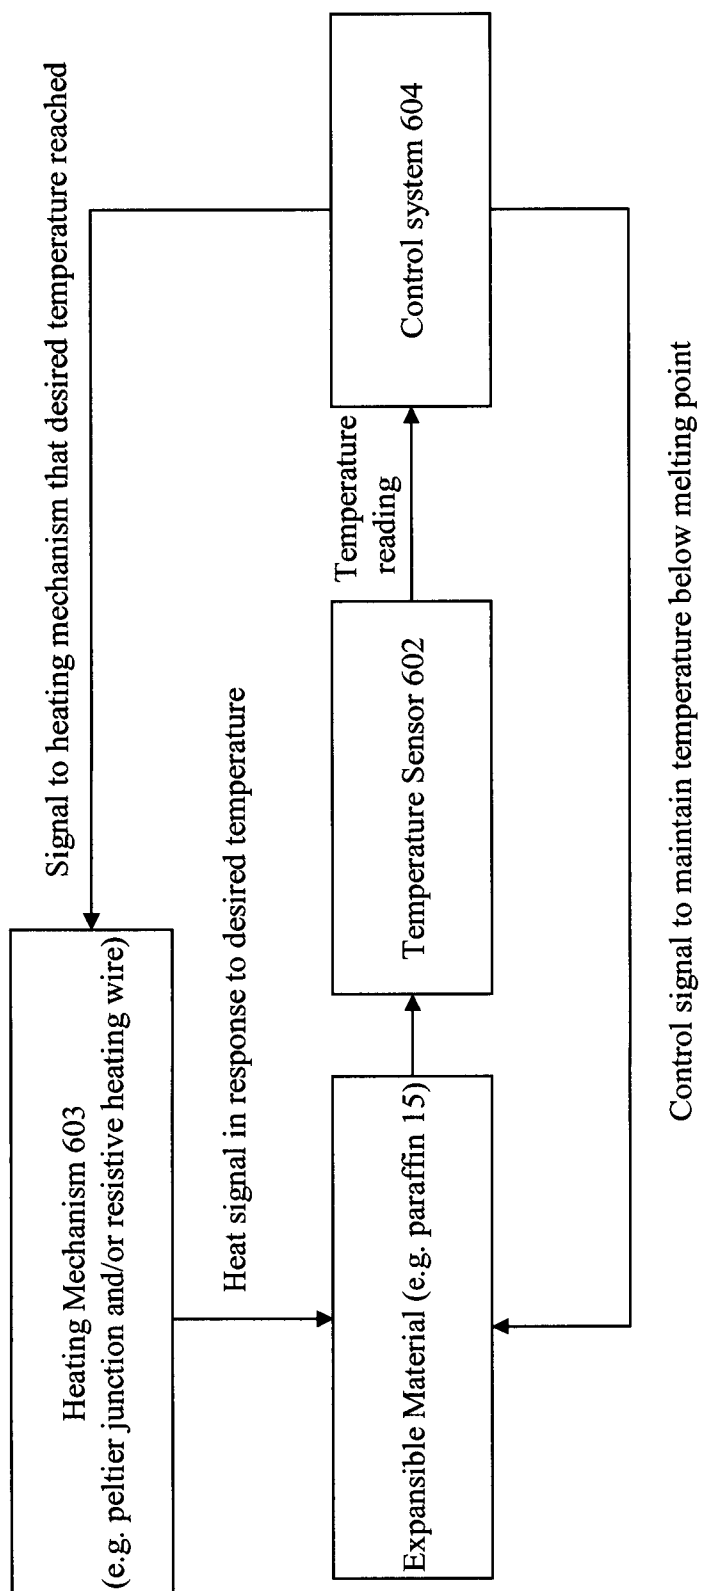 Heating Mechanism 603
(e.g. peltier junction and/or resistive heating wire)
Signal to heating mechanism that desired temperature reached
Heat signal in response to desired temperature
Expansible Material (e.g. paraffin 15)
Temperature Sensor 602
Temperature
reading
Control system 604
Control signal to maintain temperature below melting point